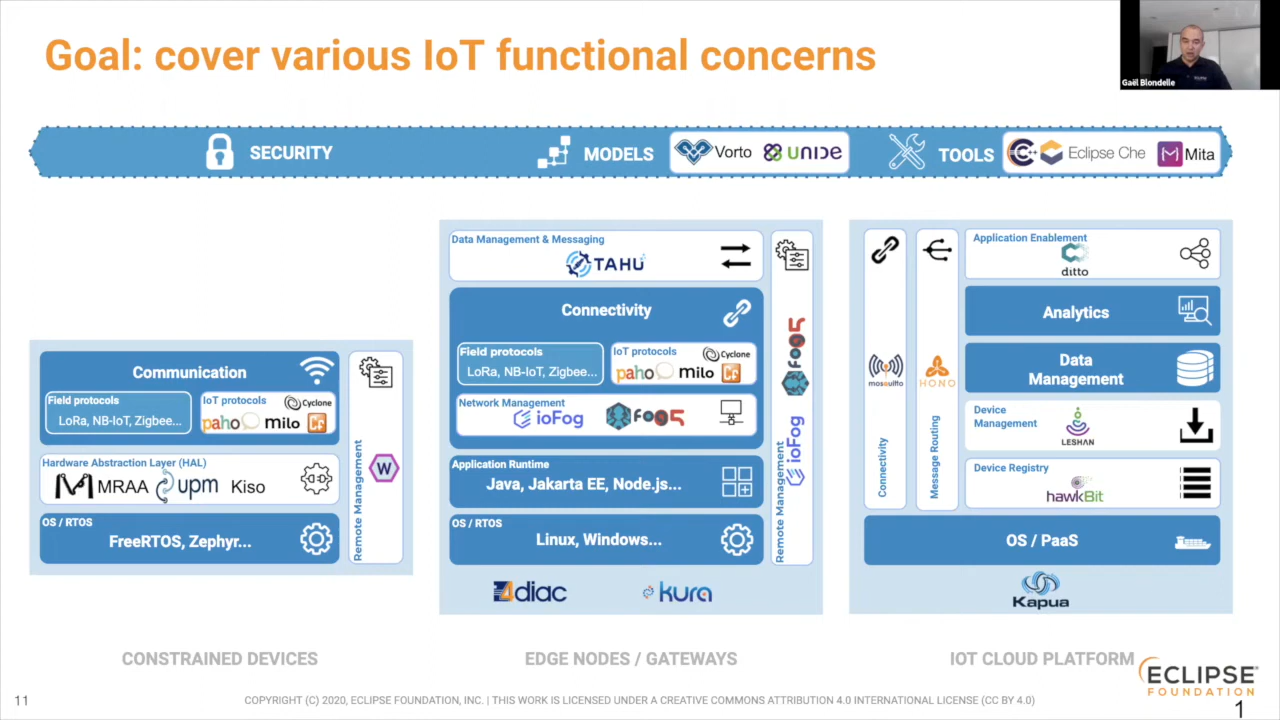 Goal: cover various IoT functional concerns
Gaël Blondelle
SECURITY
MODELS
Vorto
UNIDE
TOOLS
C++
Eclipse Che
Mita
Communication
Field protocols
LoRa, NB-IoT, Zigbee...
IoT protocols
Cyclone
paho
milo
Cf
Hardware Abstraction Layer (HAL)
MRAA
upm
Kiso
OS / RTOS
FreeRTOS, Zephyr...
Remote Management
W
Data Management & Messaging
TAHU
Connectivity
Field protocols
LoRa, NB-IoT, Zigbee...
IoT protocols
Cyclone
paho
milo
Cf
Network Management
ioFog
fog05
Application Runtime
Java, Jakarta EE, Node.js...
OS / RTOS
Linux, Windows...
Remote Management
ioFog
fog05
4diac
kura
Connectivity
mosquitto
Message Routing
HONO
Application Enablement
ditto
Analytics
Data
Management
Device
Management
LESHAN
Device Registry
hawkBit
OS / PaaS
Kapua
CONSTRAINED DEVICES
EDGE NODES / GATEWAYS
IOT CLOUD PLATFORM
ECLIPSE
FOUNDATION
11
COPYRIGHT (C) 2020, ECLIPSE FOUNDATION, INC. | THIS WORK IS LICENSED UNDER A CREATIVE COMMONS ATTRIBUTION 4.0 INTERNATIONAL LICENSE (CC BY 4.0)
1